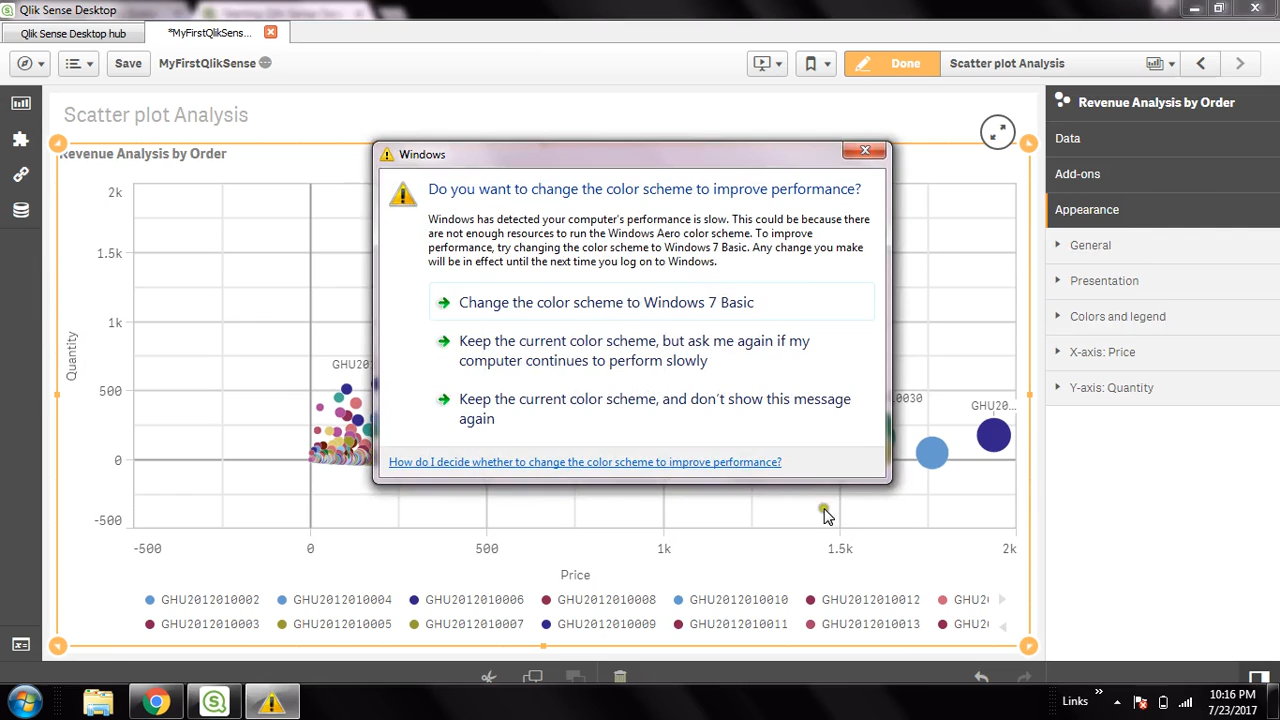 Qlik Sense Desktop
Qlik Sense Desktop hub
*MyFirstQlikSens...
Save
MyFirstQlikSense
Done
Scatter plot Analysis
Scatter plot Analysis
Revenue Analysis by Order
Revenue Analysis by Order
Data
Add-ons
Appearance
General
Presentation
Colors and legend
X-axis: Price
Y-axis: Quantity
Windows
Do you want to change the color scheme to improve performance?
Windows has detected your computer's performance is slow. This could be because there
are not enough resources to run the Windows Aero color scheme. To improve
performance, try changing the color scheme to Windows 7 Basic. Any change you make
will be in effect until the next time you log on to Windows.
Change the color scheme to Windows 7 Basic
Keep the current color scheme, but ask me again if my
computer continues to perform slowly
Keep the current color scheme, and don't show this message
again
How do I decide whether to change the color scheme to improve performance?
2k
1.5k
1k
500
0
-500
Quantity
GHU201
0030
GHU20...
-500 0 500 1k 1.5k 2k
Price
GHU2012010002 GHU2012010004 GHU2012010006 GHU2012010008 GHU2012010010 GHU2012010012 GHU2(
GHU2012010003 GHU2012010005 GHU2012010007 GHU2012010009 GHU2012010011 GHU2012010013 GHU2(
Links
10:16 PM
7/23/2017